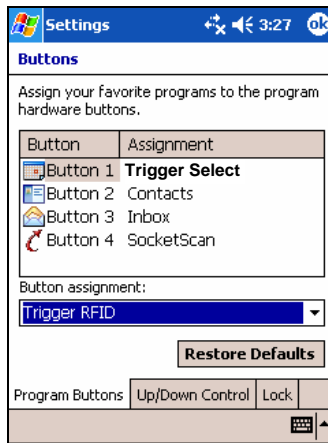 Settings 3:27 ok
Buttons
Assign your favorite programs to the program
hardware buttons.
Button Assignment
Button 1 Trigger Select
Button 2 Contacts
Button 3 Inbox
Button 4 SocketScan
Button assignment:
Trigger RFID
Restore Defaults
Program Buttons Up/Down Control Lock